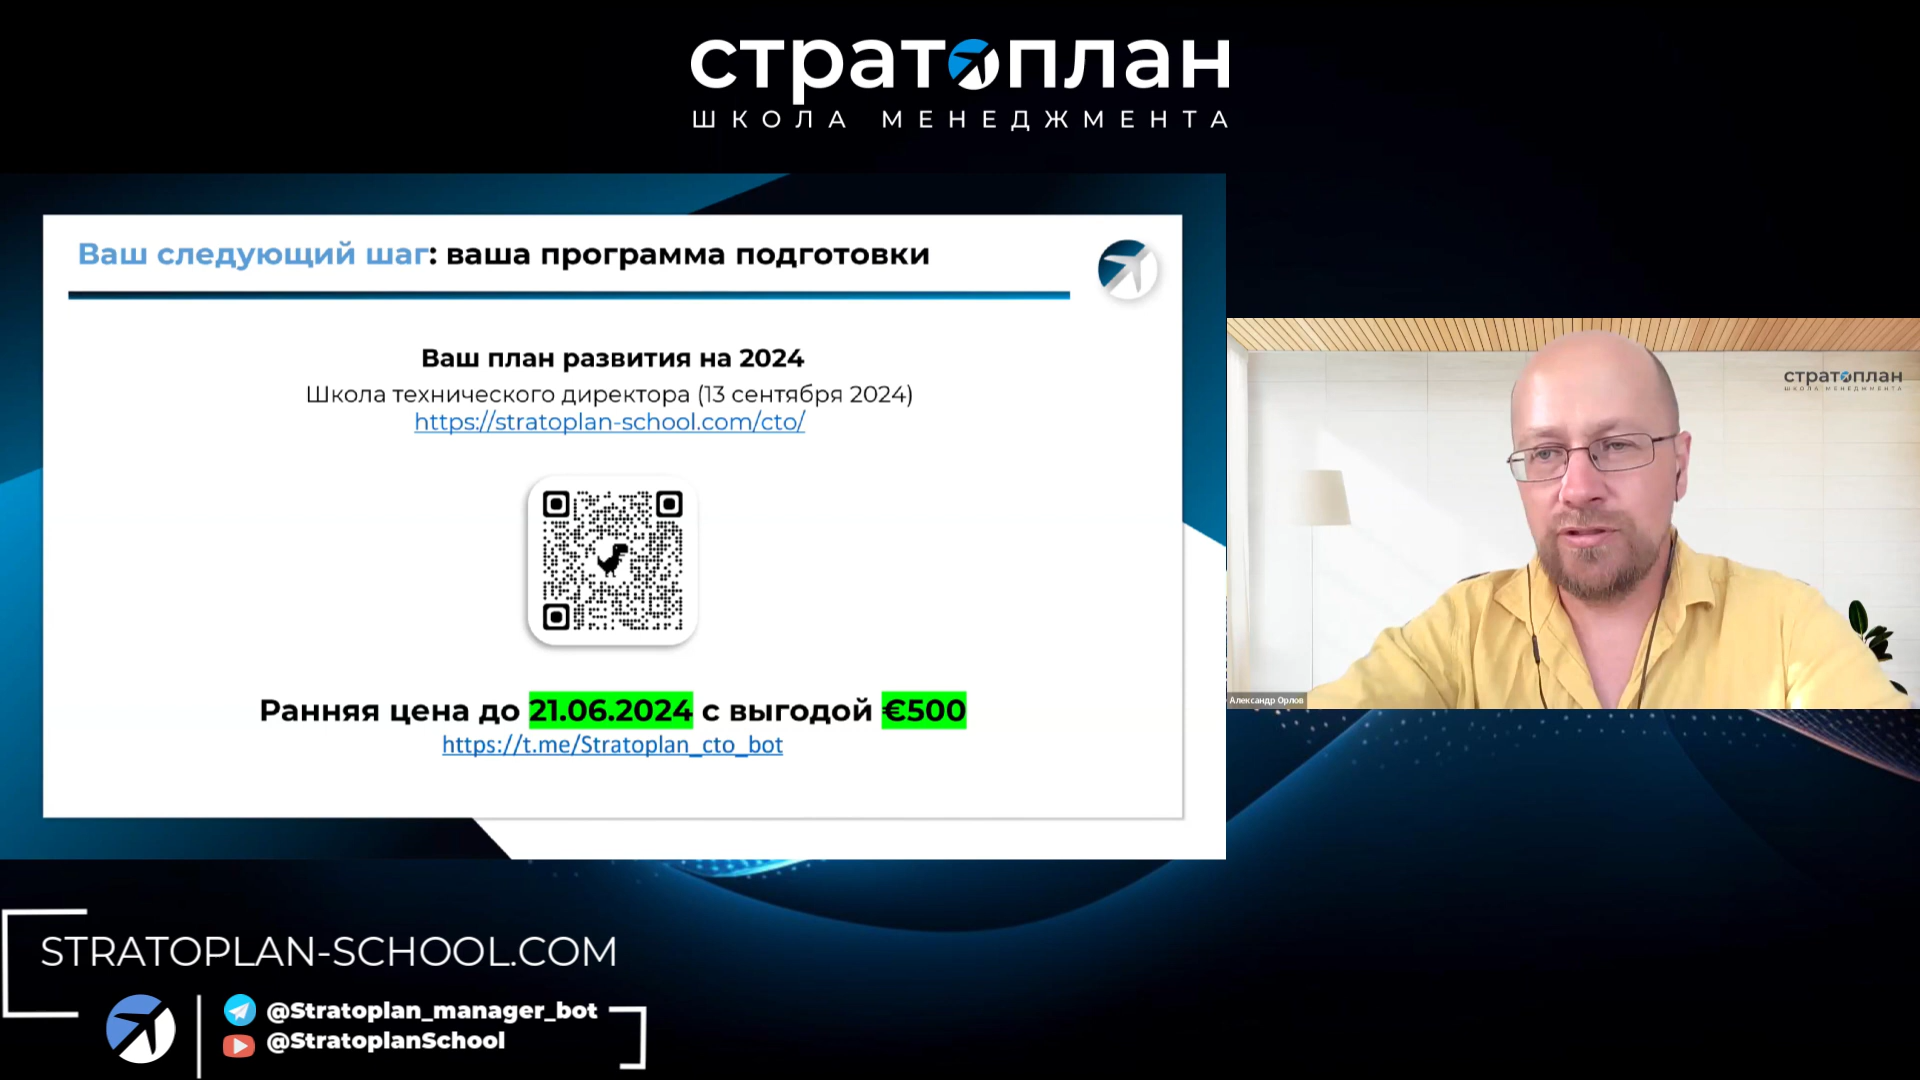 стратоплан
ШКОЛА МЕНЕДЖМЕНТА
Ваш следующий шаг: ваша программа подготовки
Ваш план развития на 2024
Школа технического директора (13 сентября 2024)
https://stratoplan-school.com/cto/
Ранняя цена до 21.06.2024 с выгодой €500
https://t.me/Stratoplan_cto_bot
стратоплан
ШКОЛА МЕНЕДЖМЕНТА
Александр Орлов
STRATOPLAN-SCHOOL.COM
@Stratoplan_manager_bot
@StratoplanSchool